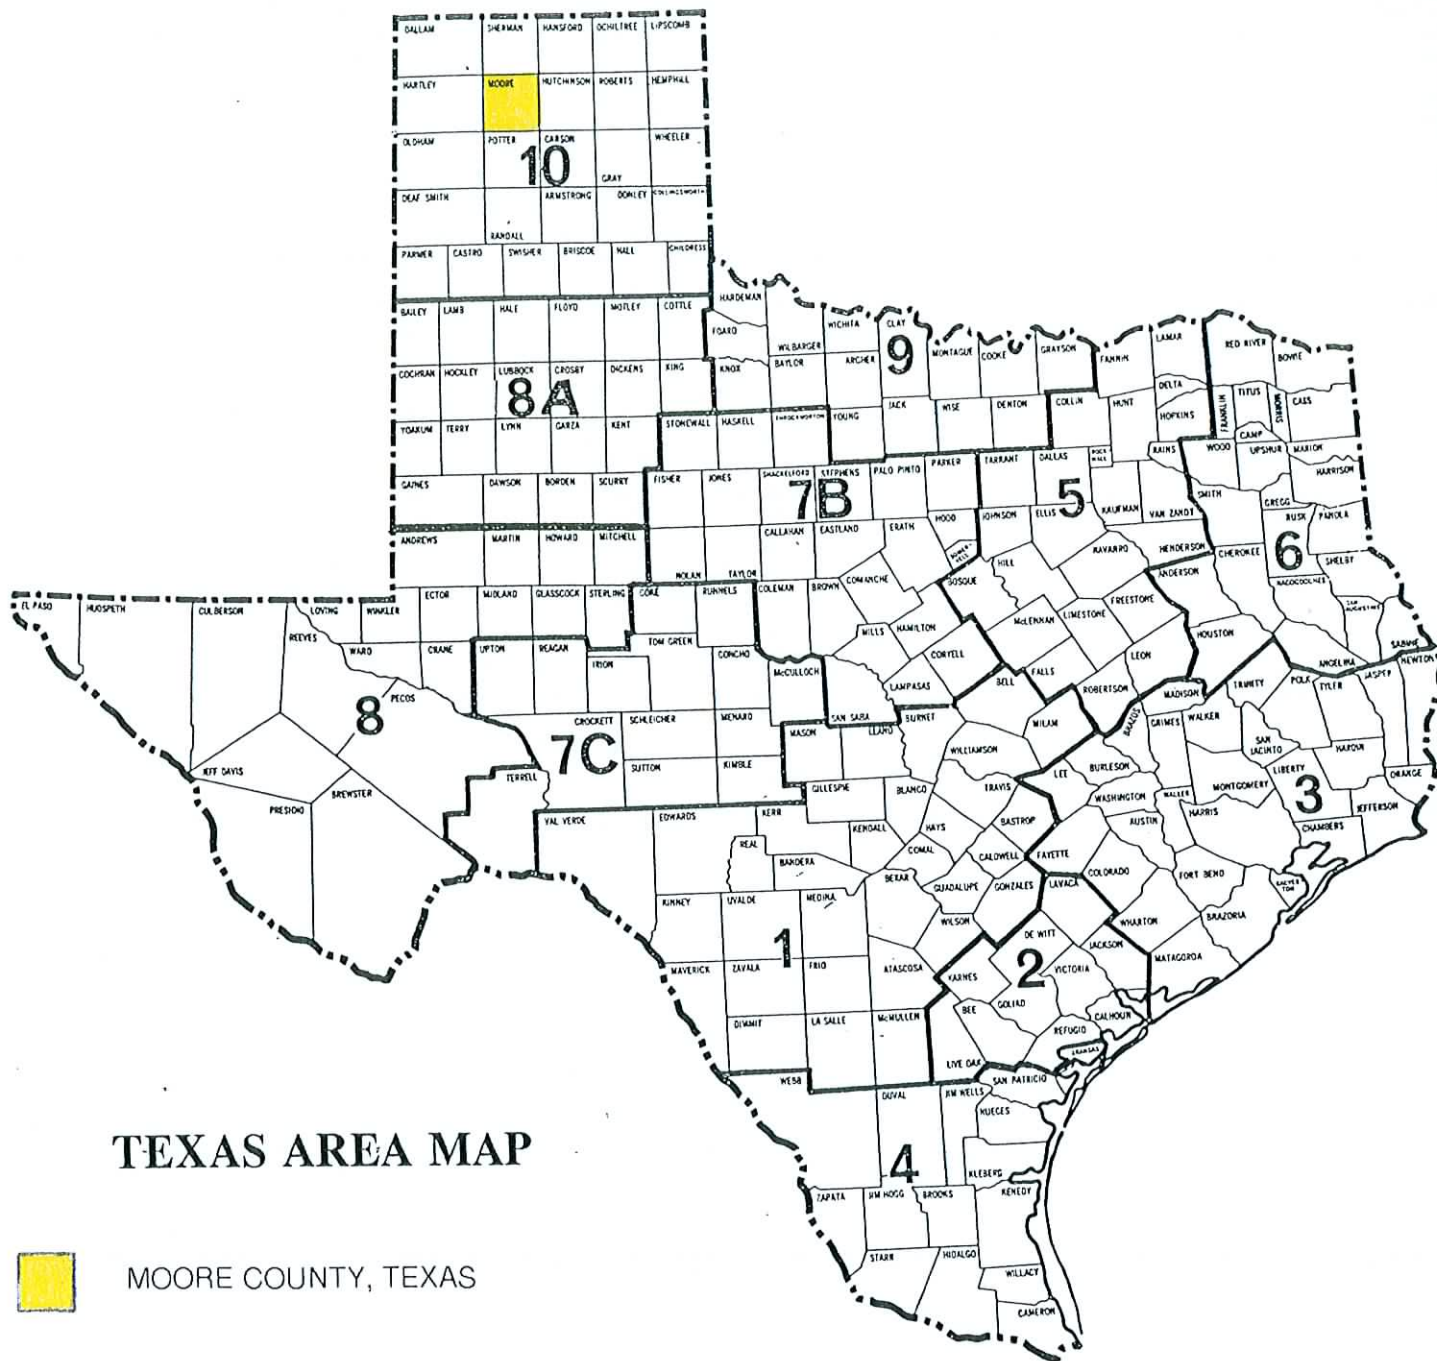 DALLAM SHERMAN HANSFORD OCHILTREE LIPSCOMB
HARTLEY MOORE HUTCHINSON ROBERTS HEMPHILL
OLDHAM POTTER CARSON WHEELER
10
GRAY
DEAF SMITH ARMSTRONG DONLEY COLLINGSWORTH
RANDALL
PARMER CASTRO SWISHER BRISCOE HALL CHILDRESS
HARDEMAN
BAILEY LAMB HALE FLOYD MOTLEY COTTLE
FOARD WILBARGER WICHITA CLAY
9
MONTAGUE COOKE GRAYSON FANNIN LAMAR RED RIVER BOWIE
COCHRAN HOCKLEY LUBBOCK CROSBY DICKENS KING KNOX BAYLOR ARCHER
8A
DELTA
FRANKLIN TITUS MORRIS CASS
YOAKUM TERRY LYNN GARZA KENT STONEWALL HASKELL THROCKMORTON YOUNG JACK WISE DENTON COLLIN HUNT HOPKINS
CAMP
RAINS WOOD UPSHUR MARION
HARRISON
GAINES DAWSON BORDEN SCURRY FISHER JONES SHACKELFORD STEPHENS PALO PINTO PARKER TARRANT DALLAS ROCK WALL
7B
5
KAUFMAN VAN ZANDT SMITH GREGG
RUSK PANOLA
ANDREWS MARTIN HOWARD MITCHELL CALLAHAN EASTLAND ERATH HOOD JOHNSON ELLIS
NOLAN TAYLOR
SOMER-VELL
HILL NAVARRO HENDERSON CHEROKEE
6
SHELBY
NACOGDOCHES
SAN AUGUSTINE
SABINE
ECTOR MIDLAND GLASSCOCK STERLING COKE RUNNELS COLEMAN BROWN COMANCHE BOSQUE ANDERSON
EL PASO HUDSPETH CULBERSON LOVING WINKLER
REEVES WARD CRANE UPTON REAGAN IRION TOM GREEN CONCHO McCULLOCH
MILLS HAMILTON CORYELL McLENNAN LIMESTONE FREESTONE
HOUSTON ANGELINA
LEON FALLS BELL LAMPASAS SAN SABA BURNET
ROBERTSON MADISON TRINITY POLK TYLER JASPER NEWTON
8
PECOS
MILAM BRAZOS GRIMES WALKER
CROCKETT SCHLEICHER MENARD MASON LLANO
7C
SUTTON KIMBLE
WILLIAMSON BURLESON SAN JACINTO HARDIN
JEFF DAVIS TERRELL
LEE LIBERTY ORANGE
MONTGOMERY
3
PRESIDIO BREWSTER
GILLESPIE BLANCO TRAVIS WASHINGTON WALLER HARRIS JEFFERSON
VAL VERDE EDWARDS KERR
KENDALL HAYS BASTROP AUSTIN CHAMBERS
REAL BANDERA COMAL CALDWELL FAYETTE
BEXAR GUADALUPE GONZALES LAVACA COLORADO FORT BEND GALVESTON
KINNEY UVALDE MEDINA
WILSON DE WITT WHARTON BRAZORIA
1
JACKSON MATAGORDA
2
MAVERICK ZAVALA FRIO ATASCOSA KARNES VICTORIA
GOLIAD
BEE CALHOUN
DIMMIT LA SALLE McMULLEN REFUGIO
LIVE OAK ARANSAS
WEBB DUVAL JIM WELLS SAN PATRICIO
NUECES
TEXAS AREA MAP
4
KLEBERG
ZAPATA JIM HOGG BROOKS KENEDY
STARR HIDALGO
WILLACY
CAMERON
MOORE COUNTY, TEXAS